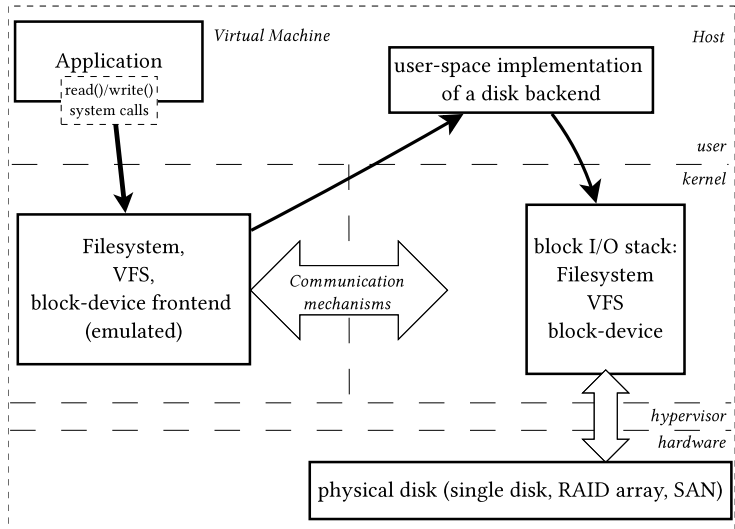 Virtual Machine
Host
Application
read()/write()
system calls
user-space implementation
of a disk backend
user
kernel
Filesystem,
VFS,
block-device frontend
(emulated)
Communication
mechanisms
block I/O stack:
Filesystem
VFS
block-device
hypervisor
hardware
physical disk (single disk, RAID array, SAN)